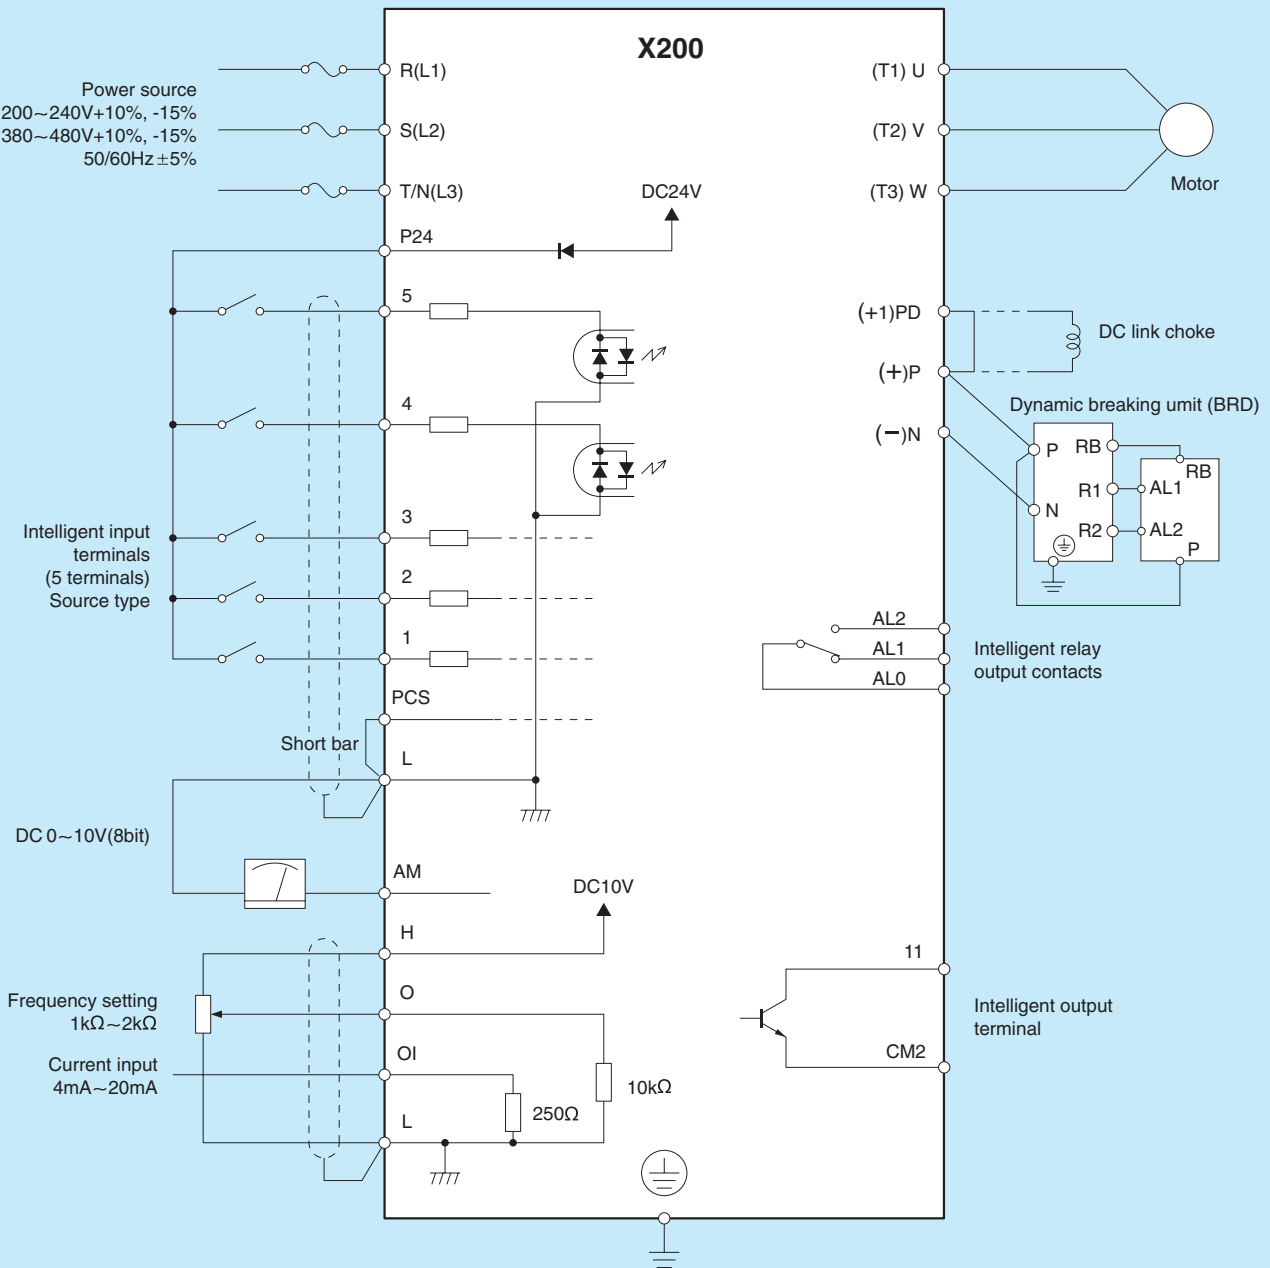 X200
Power source
200~240V+10%, -15%
380~480V+10%, -15%
50/60Hz±5%
R(L1)
S(L2)
T/N(L3)
(T1) U
(T2) V
(T3) W
Motor
DC24V
P24
5
4
3
2
1
PCS
L
Intelligent input
terminals
(5 terminals)
Source type
Short bar
(+1)PD
(+)P
(−)N
DC link choke
Dynamic breaking umit (BRD)
P
RB
RB
R1
AL1
N
R2
AL2
P
AL2
AL1
AL0
Intelligent relay
output contacts
DC 0~10V(8bit)
AM
DC10V
H
O
OI
L
Frequency setting
1kΩ~2kΩ
Current input
4mA~20mA
10kΩ
250Ω
11
CM2
Intelligent output
terminal